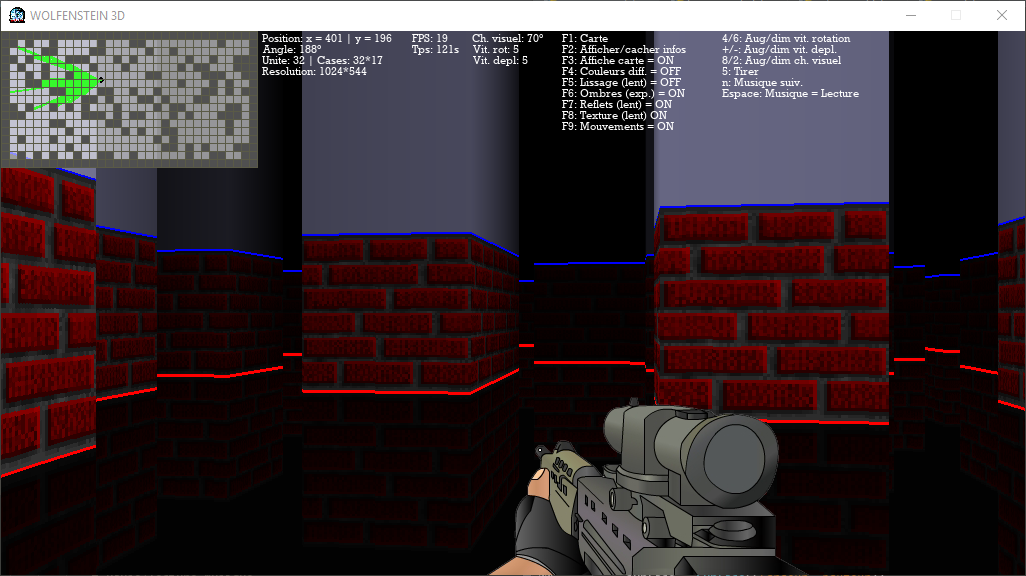 WOLFENSTEIN 3D
Position: x = 401 | y = 196
Angle: 188°
Unite: 32 | Cases: 32*17
Resolution: 1024*544
FPS: 19
Tps: 121s
Ch. visuel: 70°
Vit. rot: 5
Vit. depl: 5
F1: Carte
F2: Afficher/cacher infos
F3: Affiche carte = ON
F4: Couleurs diff. = OFF
F5: Lissage (lent) = OFF
F6: Ombres (exp.) = ON
F7: Reflets (lent) = ON
F8: Texture (lent) ON
F9: Mouvements = ON
4/6: Aug/dim vit. rotation
+/-: Aug/dim vit. depl.
8/2: Aug/dim ch. visuel
5: Tirer
n: Musique suiv.
Espace: Musique = Lecture